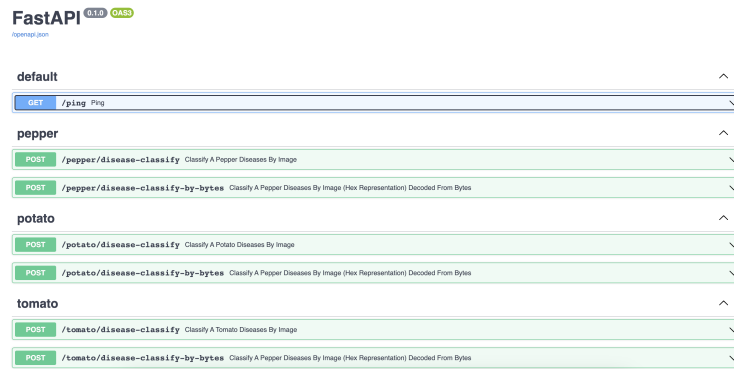 FastAPI 0.1.0 OAS3
/openapi.json
default
GET /ping Ping
pepper
POST /pepper/disease-classify Classify A Pepper Diseases By Image
POST /pepper/disease-classify-by-bytes Classify A Pepper Diseases By Image (Hex Representation) Decoded From Bytes
potato
POST /potato/disease-classify Classify A Potato Diseases By Image
POST /potato/disease-classify-by-bytes Classify A Pepper Diseases By Image (Hex Representation) Decoded From Bytes
tomato
POST /tomato/disease-classify Classify A Tomato Diseases By Image
POST /tomato/disease-classify-by-bytes Classify A Pepper Diseases By Image (Hex Representation) Decoded From Bytes